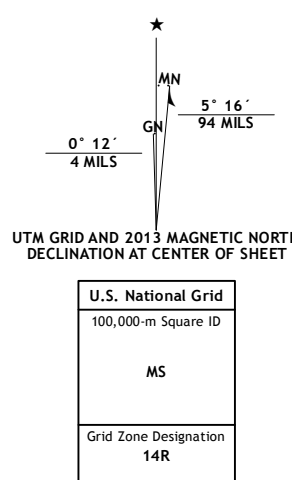 MN
5° 16´
94 MILS
GN
0° 12´
4 MILS
UTM GRID AND 2013 MAGNETIC NORTH
DECLINATION AT CENTER OF SHEET
U.S. National Grid
100,000-m Square ID
MS
Grid Zone Designation
14R